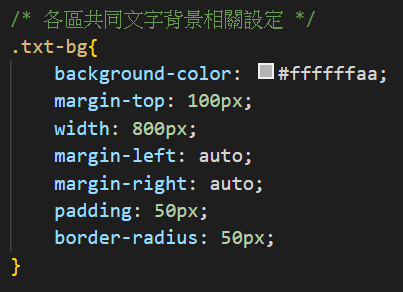 /* 各區共同文字背景相關設定 */
.txt-bg{
background-color: #ffffffaa;
margin-top: 100px;
width: 800px;
margin-left: auto;
margin-right: auto;
padding: 50px;
border-radius: 50px;
}